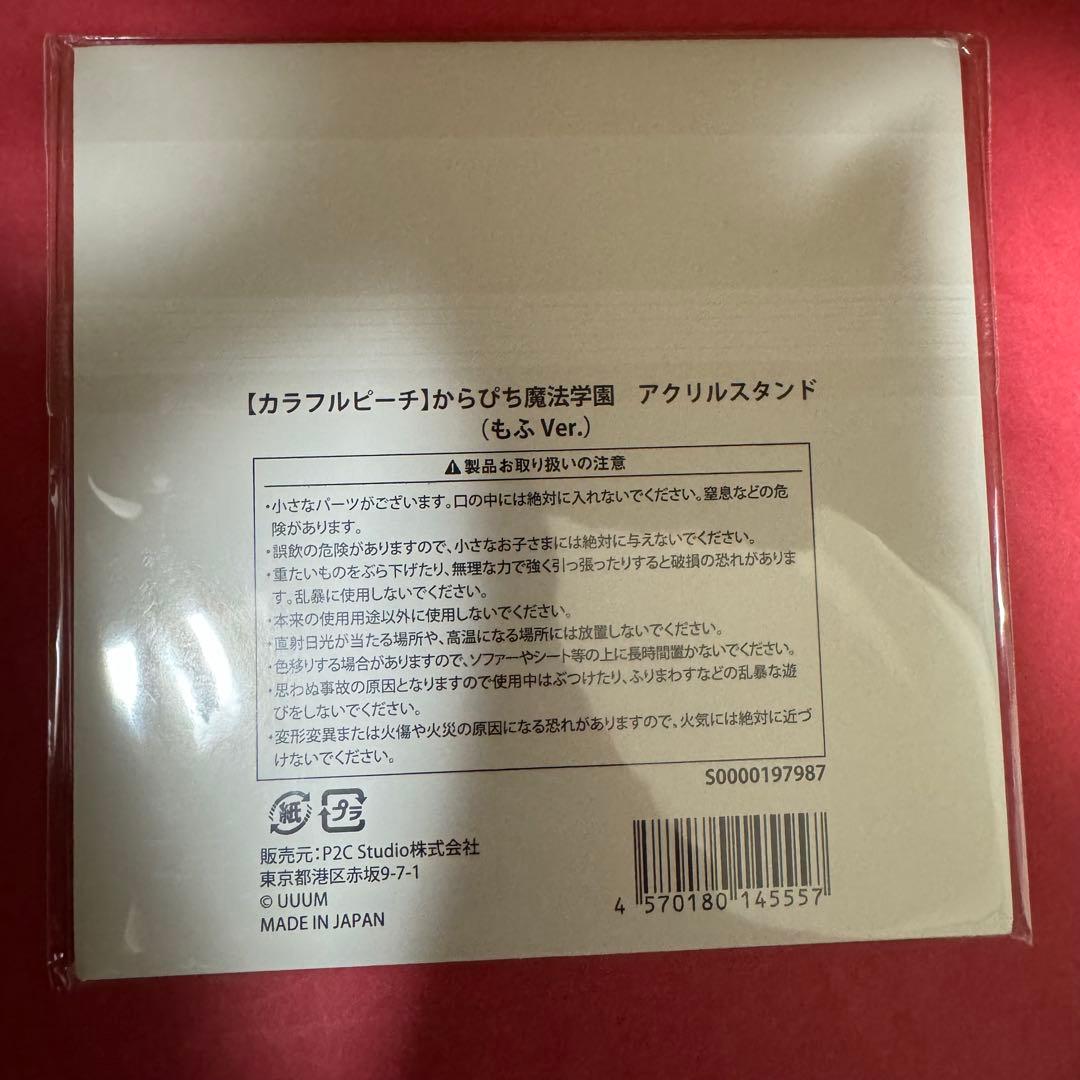 【カラフルピーチ】からぴち魔法学園　アクリルスタンド
（もふ Ver.）
⚠製品お取り扱いの注意
・小さなパーツがございます。口の中には絶対に入れないでください。窒息などの危
険があります。
・誤飲の危険がありますので、小さなお子さまには絶対に与えないでください。
・重たいものをぶら下げたり、無理な力で強く引っ張ったりすると破損の恐れがありま
す。乱暴に使用しないでください。
・本来の使用用途以外に使用しないでください。
・直射日光が当たる場所や、高温になる場所には放置しないでください。
・色移りする場合がありますので、ソファーやシート等の上に長時間置かないでください。
・思わぬ事故の原因となりますので使用中はぶつけたり、ふりまわすなどの乱暴な遊
びをしないでください。
・変形変異または火傷や火災の原因になる恐れがありますので、火気には絶対に近づ
けないでください。
S0000197987
紙 プラ
販売元：P2C Studio株式会社
東京都港区赤坂9-7-1
© UUUM
MADE IN JAPAN
4 570180 145557